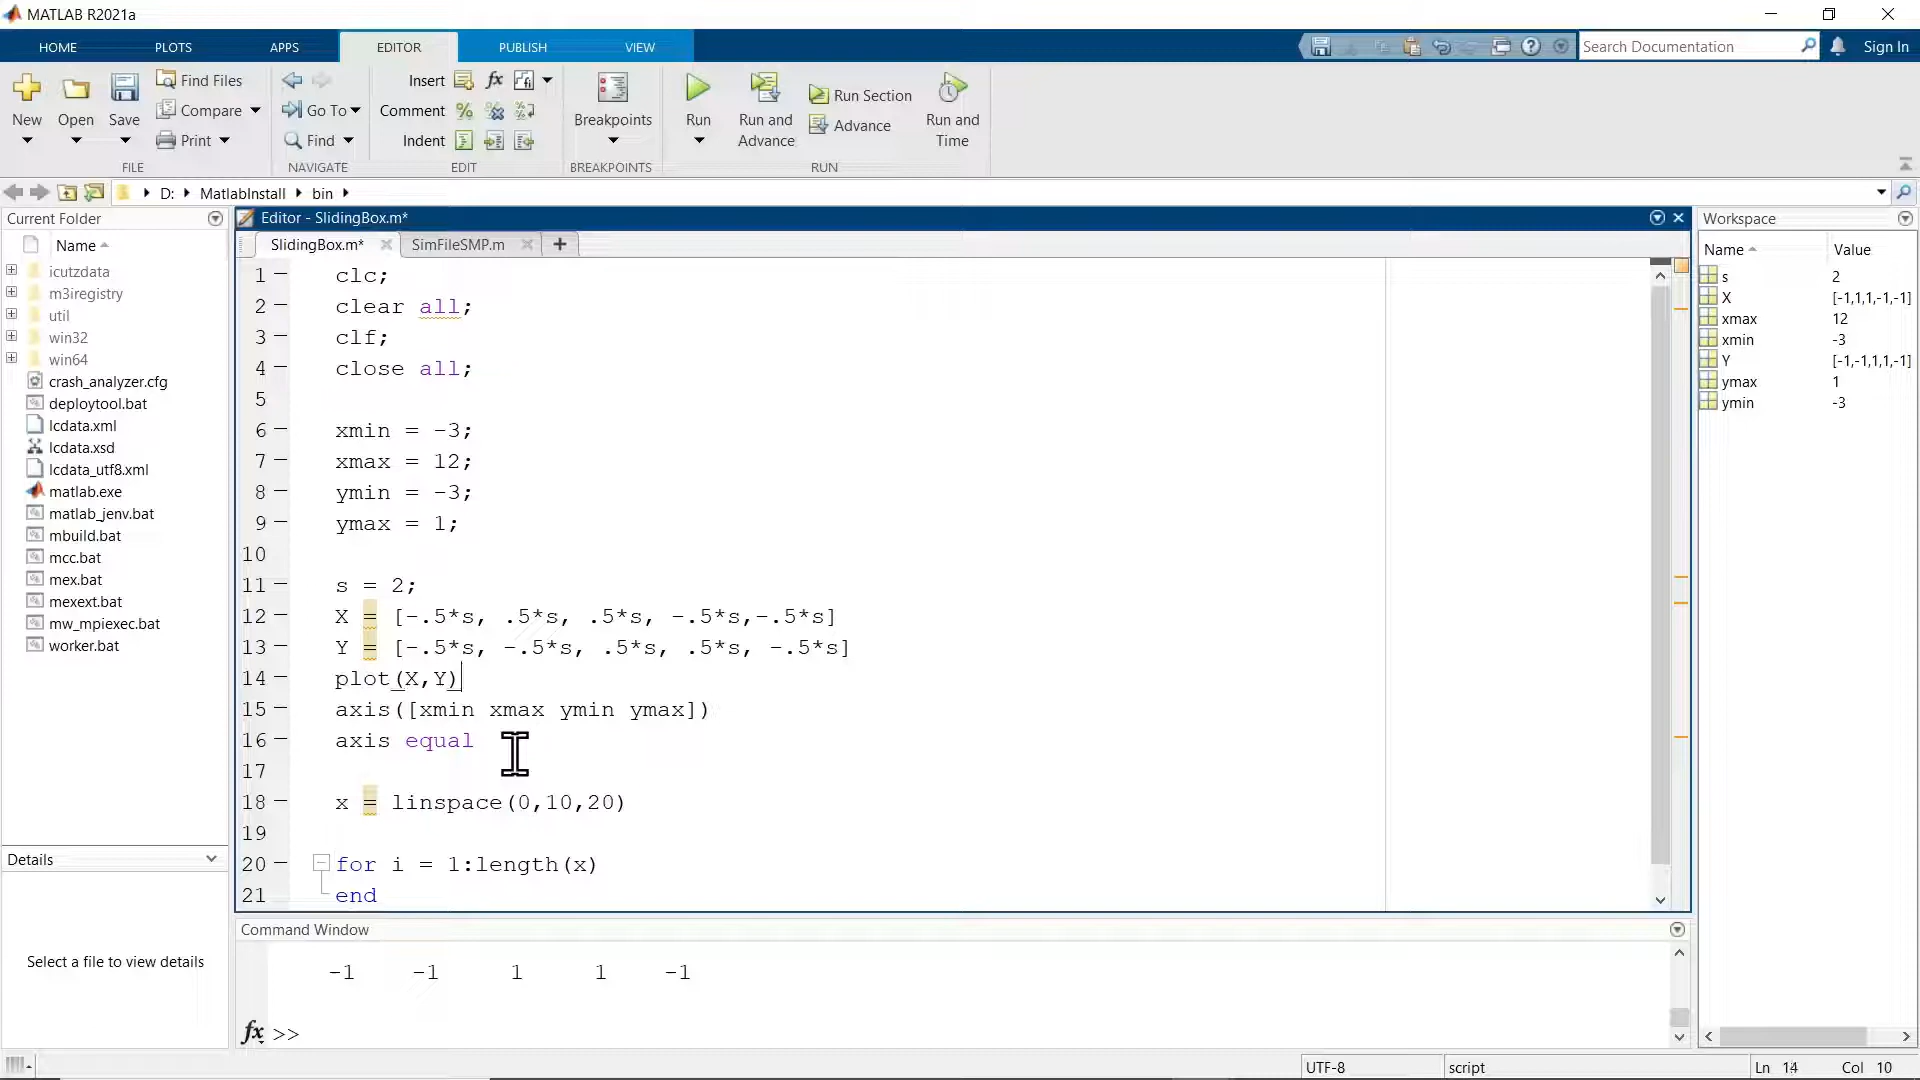 MATLAB R2021a
HOME PLOTS APPS EDITOR PUBLISH VIEW
Search Documentation
Sign In
New
Open
Save
Find Files
Compare
Print
FILE
Go To
Find
NAVIGATE
Insert
Comment
Indent
EDIT
Breakpoints
BREAKPOINTS
Run
Run and Advance
Run Section
Advance
Run and Time
RUN
D: MatlabInstall bin
Current Folder
Name
icutzdata
m3iregistry
util
win32
win64
crash_analyzer.cfg
deploytool.bat
lcdata.xml
lcdata.xsd
lcdata_utf8.xml
matlab.exe
matlab_jenv.bat
mbuild.bat
mcc.bat
mex.bat
mexext.bat
mw_mpiexec.bat
worker.bat
Details
Select a file to view details
Editor - SlidingBox.m*
SlidingBox.m* SimFileSMP.m
1 clc;
2 clear all;
3 clf;
4 close all;
5
6 xmin = -3;
7 xmax = 12;
8 ymin = -3;
9 ymax = 1;
10
11 s = 2;
12 X = [-.5*s, .5*s, .5*s, -.5*s,-.5*s]
13 Y = [-.5*s, -.5*s, .5*s, .5*s, -.5*s]
14 plot(X,Y)
15 axis([xmin xmax ymin ymax])
16 axis equal
17
18 x = linspace(0,10,20)
19
20 for i = 1:length(x)
21 end
Command Window
-1 -1 1 1 -1
fx >>
Workspace
Name Value
s 2
X [-1,1,1,-1,-1]
xmax 12
xmin -3
Y [-1,-1,1,1,-1]
ymax 1
ymin -3
UTF-8 script Ln 14 Col 10